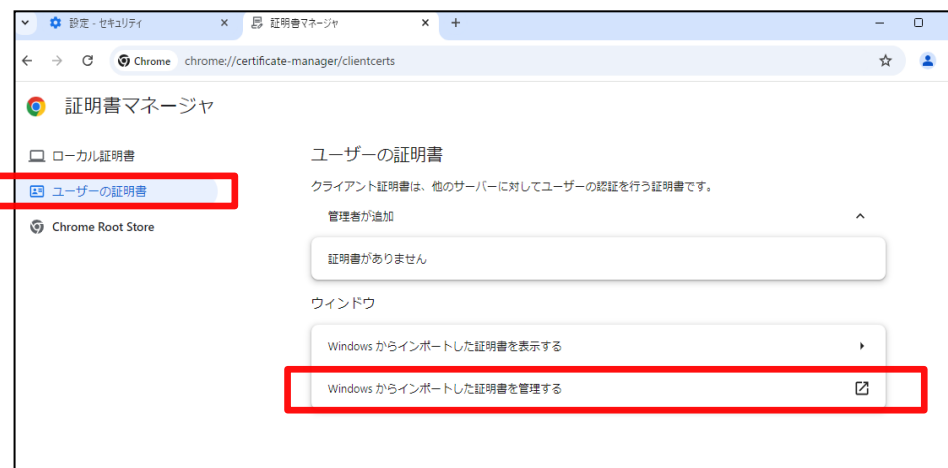 設定 - セキュリティ
証明書マネージャ
Chrome chrome://certificate-manager/clientcerts
証明書マネージャ
ローカル証明書
ユーザーの証明書
Chrome Root Store
ユーザーの証明書
クライアント証明書は、他のサーバーに対してユーザーの認証を行う証明書です。
管理者が追加
証明書がありません
ウィンドウ
Windows からインポートした証明書を表示する
Windows からインポートした証明書を管理する